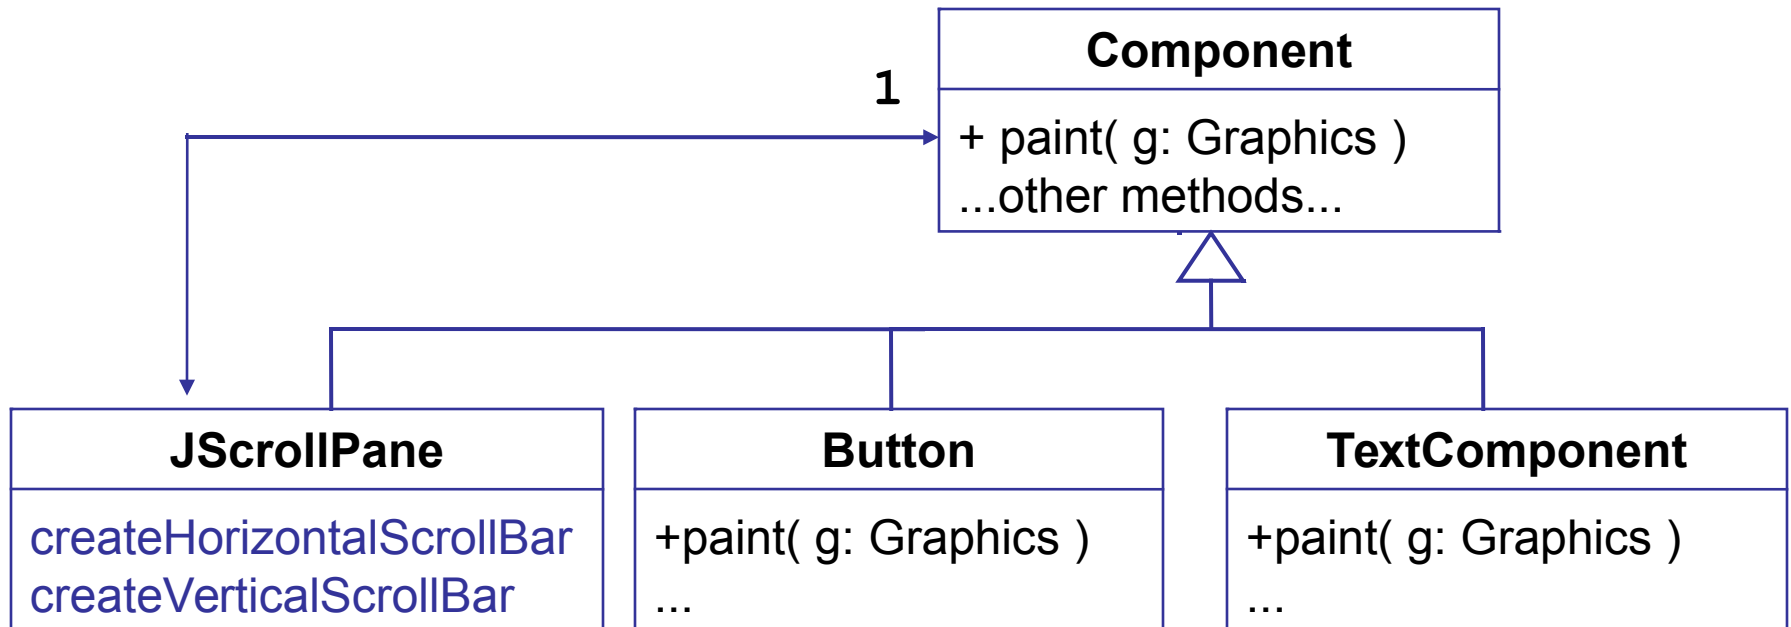 Component
1
+ paint( g: Graphics )
...other methods...
JScrollPane
createHorizontalScrollBar
createVerticalScrollBar
Button
+paint( g: Graphics )
...
TextComponent
+paint( g: Graphics )
...